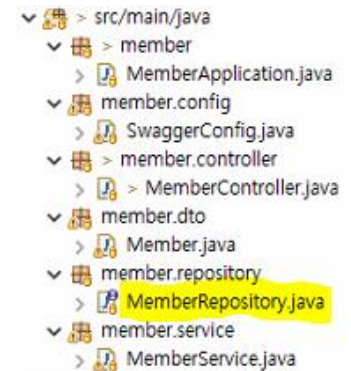 > src/main/java
> member
MemberApplication.java
member.config
SwaggerConfig.java
> member.controller
> MemberController.java
member.dto
Member.java
member.repository
MemberRepository.java
member.service
MemberService.java